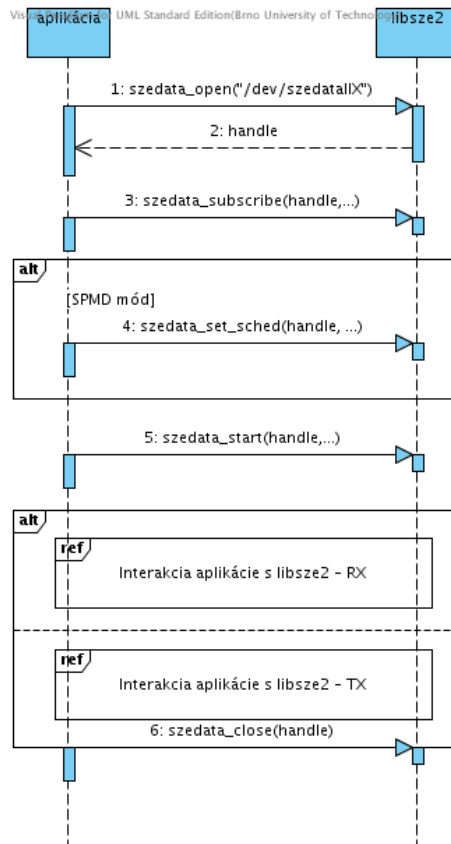 UML Standard Edition(Brno University of
aplikácia
libsze2
1: szedata_open("/dev/szedataIIX")
2: handle
3: szedata_subscribe(handle,...)
alt
[SPMD mód]
4: szedata_set_sched(handle, ...)
5: szedata_start(handle,...)
alt
ref
Interakcia aplikácie s libsze2 - RX
ref
Interakcia aplikácie s libsze2 - TX
6: szedata_close(handle)